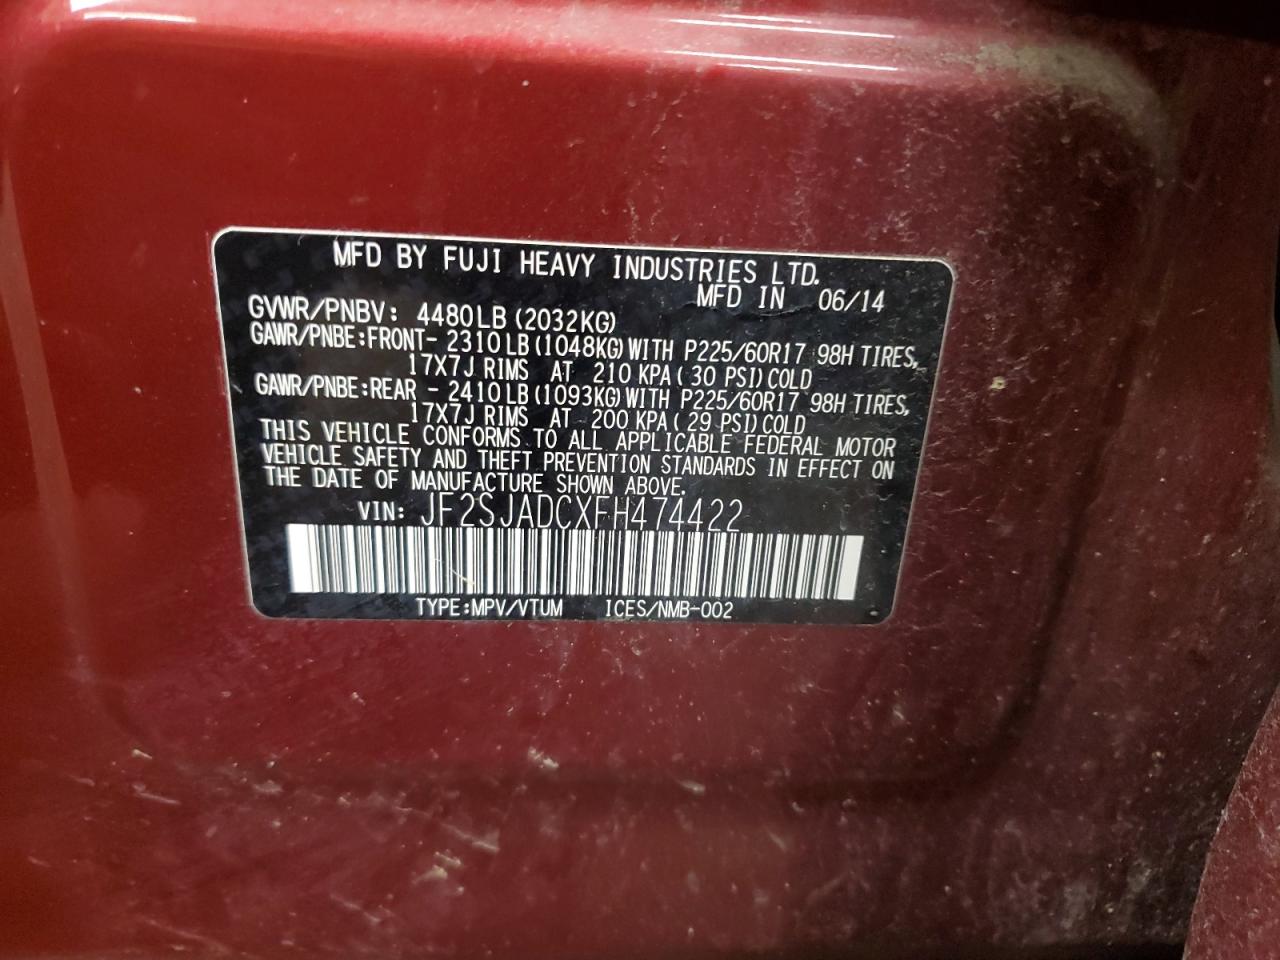 MFD BY FUJI HEAVY INDUSTRIES LTD.
MFD IN 06/14
GVWR/PNBV: 4480LB (2032KG)
GAWR/PNBE:FRONT- 2310LB (1048KG) WITH P225/60R17 98H TIRES,
17X7J RIMS AT 210 KPA ( 30 PSI) COLD
GAWR/PNBE:REAR - 2410LB (1093KG) WITH P225/60R17 98H TIRES,
17X7J RIMS AT 200 KPA ( 29 PSI) COLD
THIS VEHICLE CONFORMS TO ALL APPLICABLE FEDERAL MOTOR
VEHICLE SAFETY AND THEFT PREVENTION STANDARDS IN EFFECT ON
THE DATE OF MANUFACTURE SHOWN ABOVE.
VIN: JF2SJADCXFH474422
TYPE:MPV/VTUM ICES/NMB-002